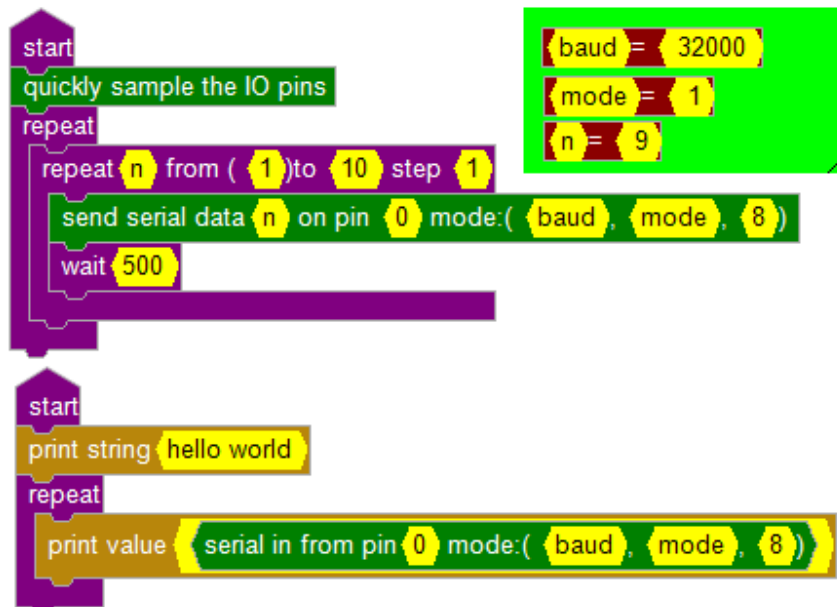 start
quickly sample the IO pins
repeat
repeat n from ( 1 )to 10 step 1
send serial data n on pin 0 mode:( baud , mode , 8 )
wait 500
baud = 32000
mode = 1
n = 9
start
print string hello world
repeat
print value serial in from pin 0 mode:( baud , mode , 8 )